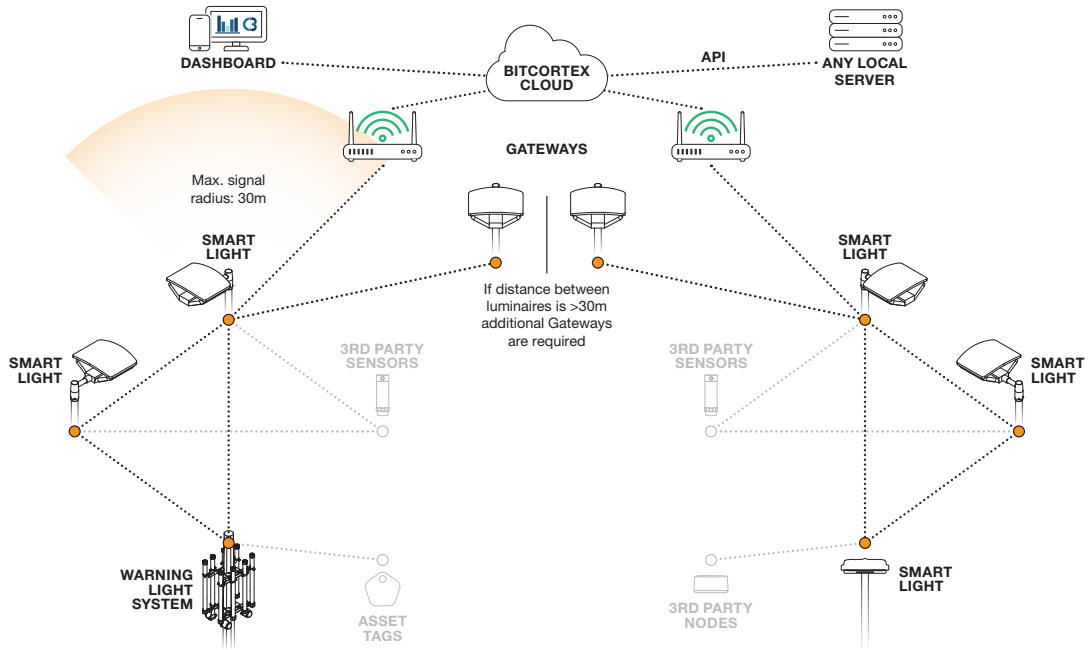 DASHBOARD
BITCORTEX
CLOUD
API
ANY LOCAL
SERVER
GATEWAYS
Max. signal
radius: 30m
SMART
LIGHT
SMART
LIGHT
If distance between
luminaires is >30m
additional Gateways
are required
SMART
LIGHT
3RD PARTY
SENSORS
3RD PARTY
SENSORS
SMART
LIGHT
WARNING
LIGHT
SYSTEM
ASSET
TAGS
3RD PARTY
NODES
SMART
LIGHT